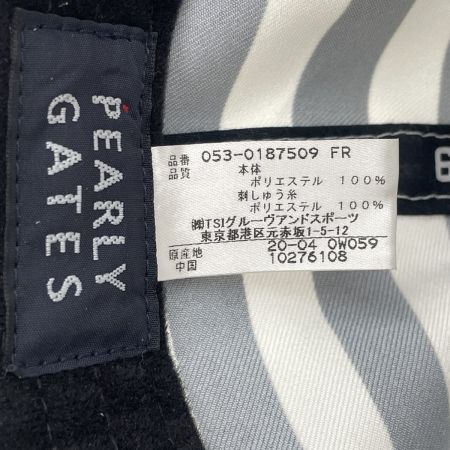 PEARLY
GATES
品番 053-0187509 FR
品質 本体
ポリエステル 100%
刺しゅう糸
ポリエステル 100%
㈱TSIグルーヴアンドスポーツ
東京都港区元赤坂1-5-12
原産地 20-04 0W059
中国 10276108